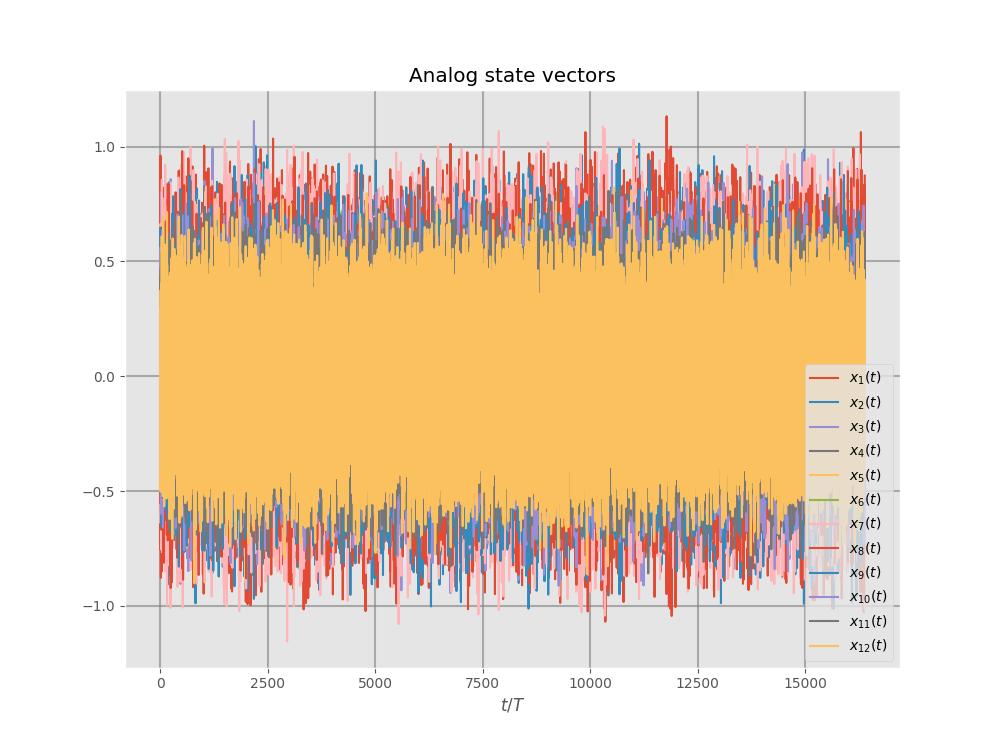 Analog state vectors
1.0
0.5
0.0
−0.5
−1.0
0 2500 5000 7500 10000 12500 15000
t/T
x₁(t)
x₂(t)
x₃(t)
x₄(t)
x₅(t)
x₆(t)
x₇(t)
x₈(t)
x₉(t)
x₁₀(t)
x₁₁(t)
x₁₂(t)